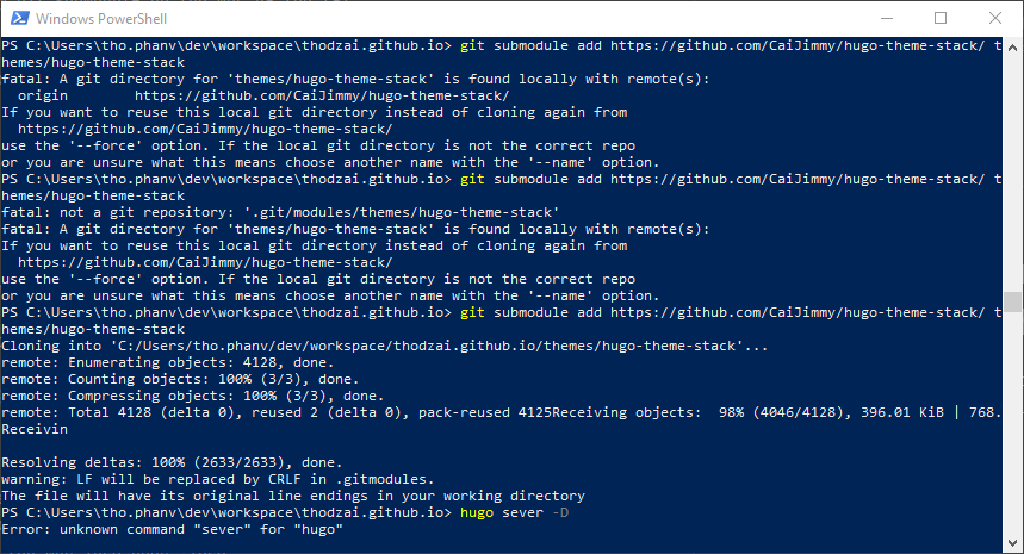 Windows PowerShell
PS C:\Users\tho.phanv\dev\workspace\thodzai.github.io> git submodule add https://github.com/CaiJimmy/hugo-theme-stack/ t
hemes/hugo-theme-stack
fatal: A git directory for 'themes/hugo-theme-stack' is found locally with remote(s):
  origin        https://github.com/CaiJimmy/hugo-theme-stack/
If you want to reuse this local git directory instead of cloning again from
  https://github.com/CaiJimmy/hugo-theme-stack/
use the '--force' option. If the local git directory is not the correct repo
or you are unsure what this means choose another name with the '--name' option.
PS C:\Users\tho.phanv\dev\workspace\thodzai.github.io> git submodule add https://github.com/CaiJimmy/hugo-theme-stack/ t
hemes/hugo-theme-stack
fatal: not a git repository: '.git/modules/themes/hugo-theme-stack'
fatal: A git directory for 'themes/hugo-theme-stack' is found locally with remote(s):
If you want to reuse this local git directory instead of cloning again from
  https://github.com/CaiJimmy/hugo-theme-stack/
use the '--force' option. If the local git directory is not the correct repo
or you are unsure what this means choose another name with the '--name' option.
PS C:\Users\tho.phanv\dev\workspace\thodzai.github.io> git submodule add https://github.com/CaiJimmy/hugo-theme-stack/ t
hemes/hugo-theme-stack
Cloning into 'C:/Users/tho.phanv/dev/workspace/thodzai.github.io/themes/hugo-theme-stack'...
remote: Enumerating objects: 4128, done.
remote: Counting objects: 100% (3/3), done.
remote: Compressing objects: 100% (3/3), done.
remote: Total 4128 (delta 0), reused 2 (delta 0), pack-reused 4125Receiving objects:  98% (4046/4128), 396.01 KiB | 768.
Receivin
Resolving deltas: 100% (2633/2633), done.
warning: LF will be replaced by CRLF in .gitmodules.
The file will have its original line endings in your working directory
PS C:\Users\tho.phanv\dev\workspace\thodzai.github.io> hugo sever -D
Error: unknown command "sever" for "hugo"